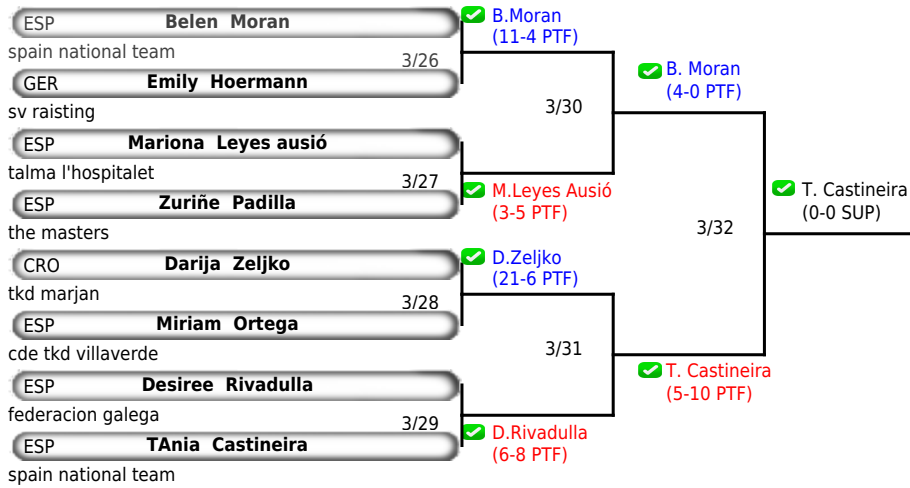 ESP Belen Moran
spain national team
3/26
GER Emily Hoermann
sv raisting
ESP Mariona Leyes ausió
talma l'hospitalet
3/27
ESP Zuriñe Padilla
the masters
CRO Darija Zeljko
tkd marjan
3/28
ESP Miriam Ortega
cde tkd villaverde
ESP Desiree Rivadulla
federacion galega
3/29
ESP TAnia Castineira
spain national team
B.Moran
(11-4 PTF)
3/30
M.Leyes Ausió
(3-5 PTF)
D.Zeljko
(21-6 PTF)
3/31
D.Rivadulla
(6-8 PTF)
B. Moran
(4-0 PTF)
3/32
T. Castineira
(5-10 PTF)
T. Castineira
(0-0 SUP)